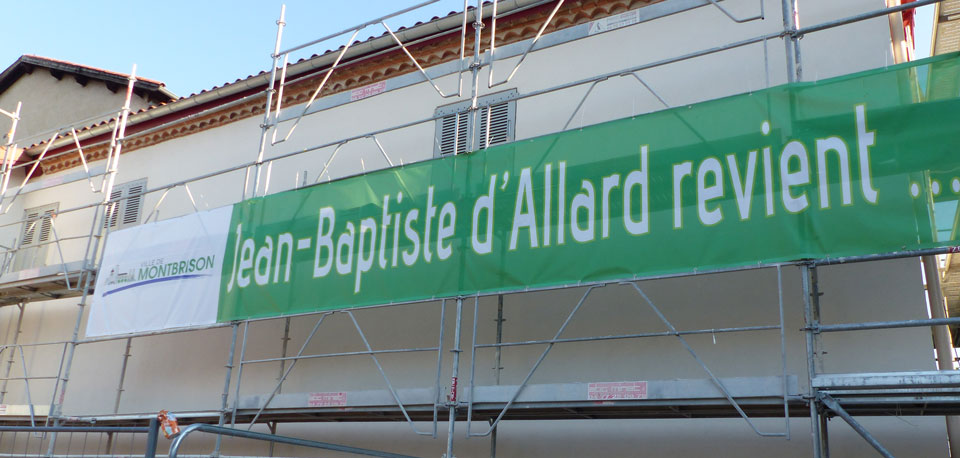 VILLE DE
MONTBRISON
Jean-Baptiste d'Allard revient ...